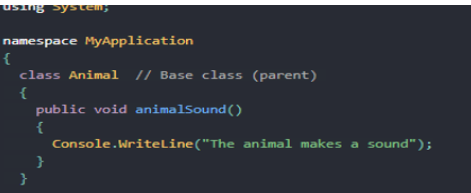 using System;
namespace MyApplication
{
class Animal // Base class (parent)
{
public void animalSound()
{
Console.WriteLine("The animal makes a sound");
}
}